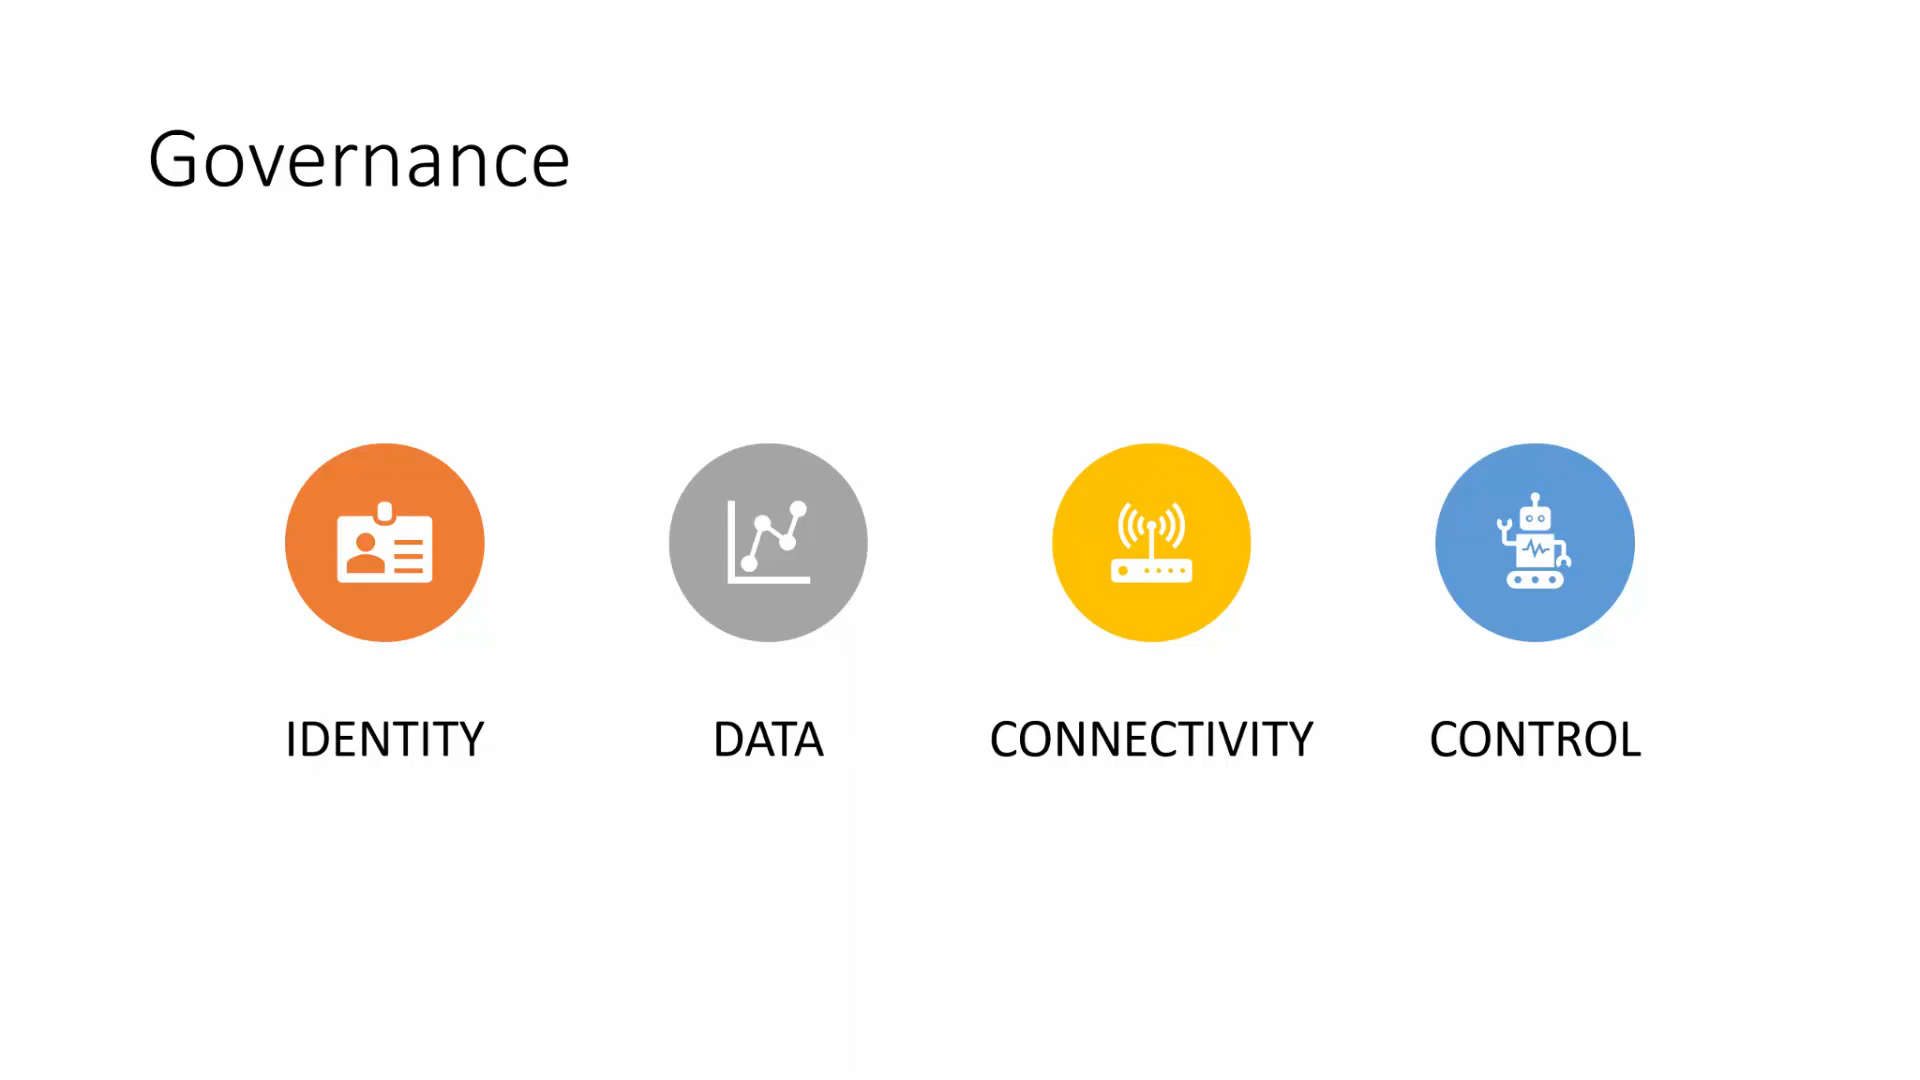 Governance
IDENTITY
DATA
CONNECTIVITY
CONTROL